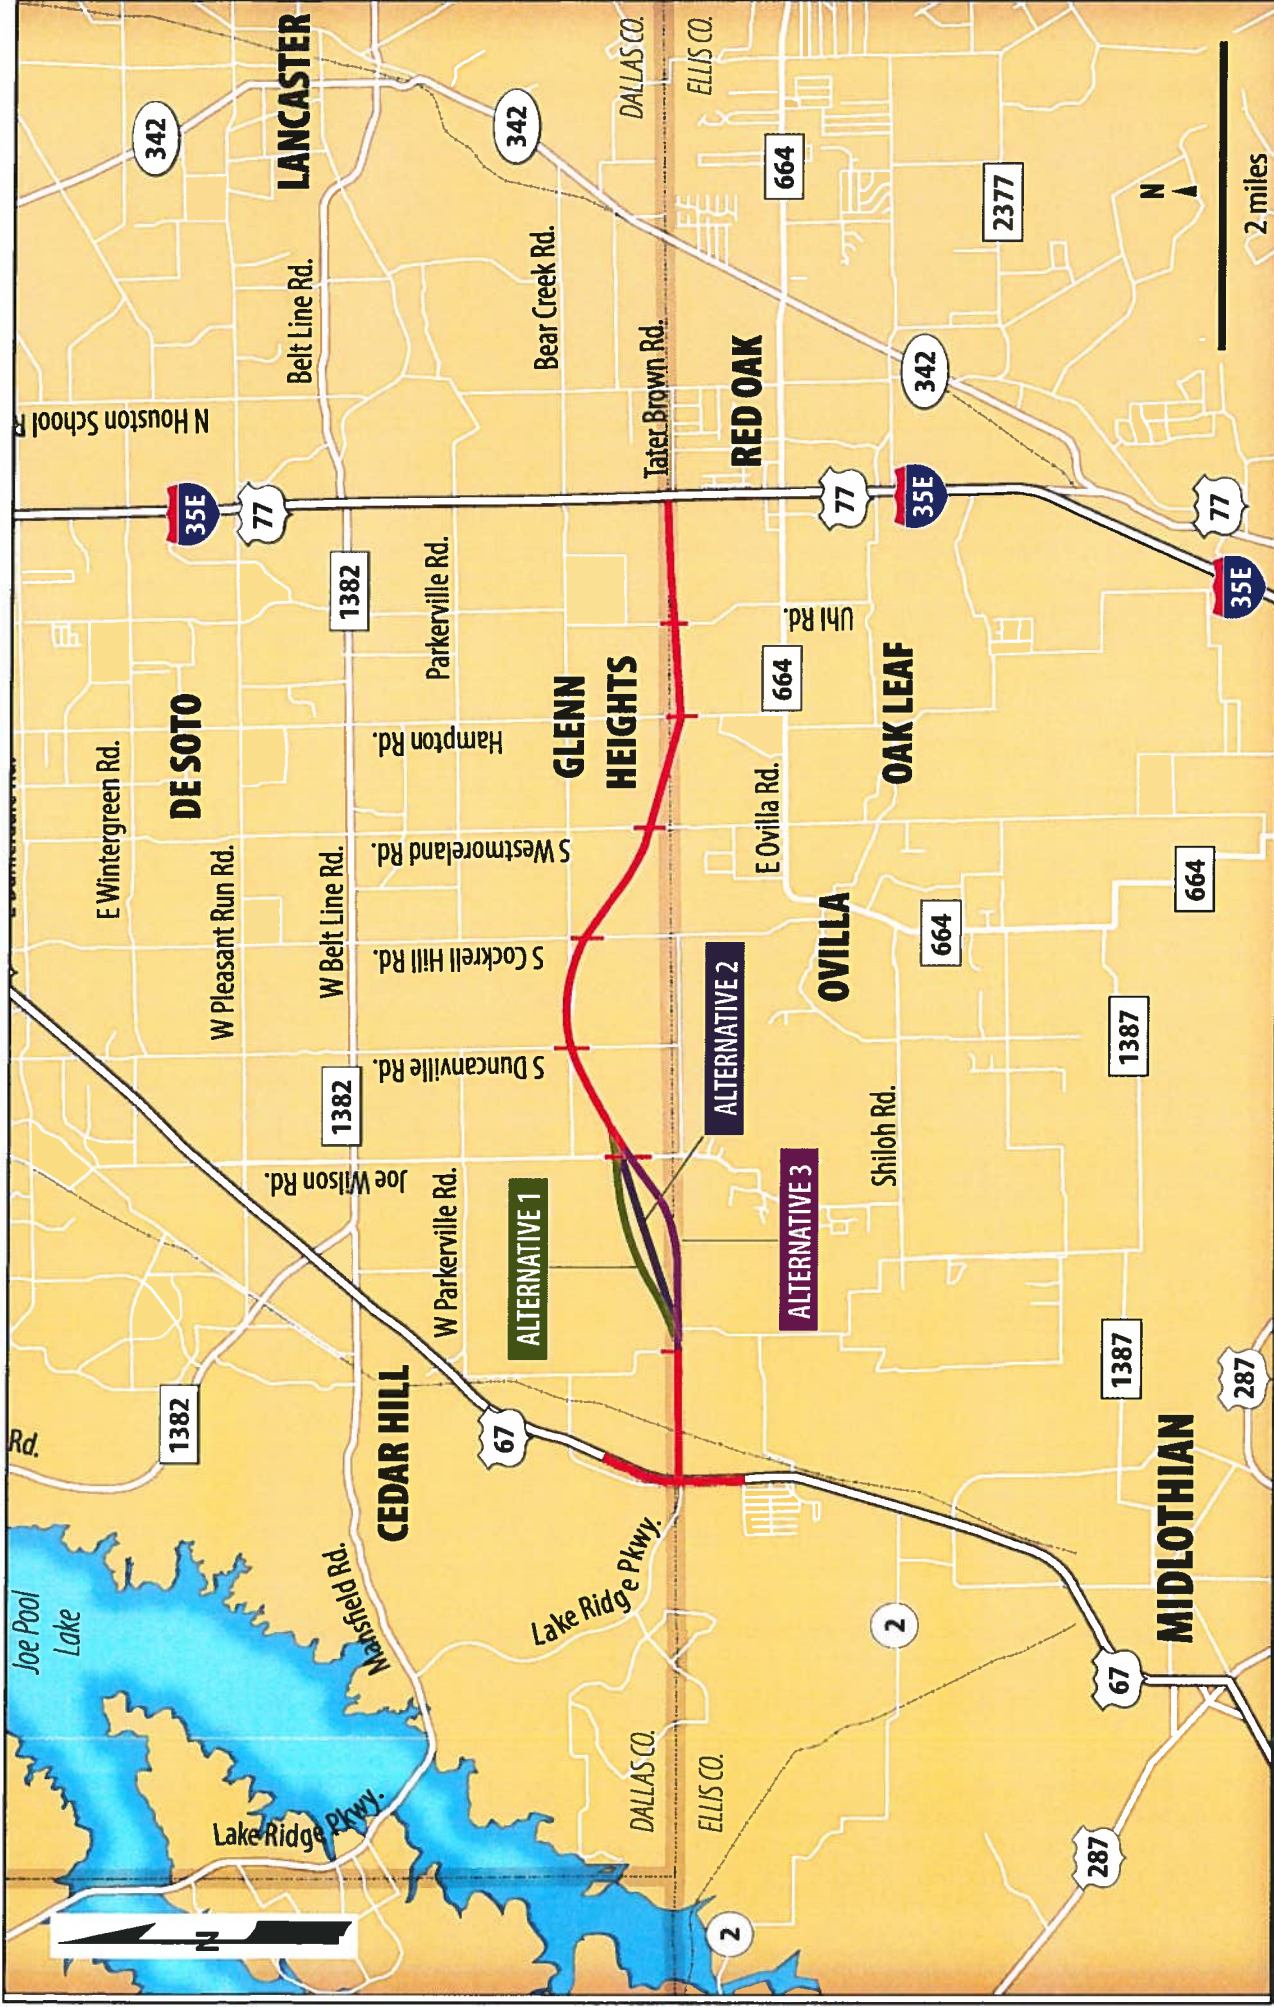 Joe Pool
Lake
Rd.
1382
E Wintergreen Rd.
DE SOTO
35E
77
N Houston School R
342
LANCASTER
Lake Ridge Pkwy.
Mansfield Rd.
CEDAR HILL
Joe Wilson Rd.
1382
W Pleasant Run Rd.
W Belt Line Rd.
1382
Belt Line Rd.
67
W Parkerville Rd.
S Duncanville Rd.
S Cockrell Hill Rd.
S Westmoreland Rd.
Hampton Rd.
Parkerville Rd.
Bear Creek Rd.
342
Lake Ridge Pkwy.
ALTERNATIVE 1
GLENN
HEIGHTS
Tater Brown Rd.
DALLAS CO.
ELLIS CO.
DALLAS CO.
ELLIS CO.
ALTERNATIVE 2
ALTERNATIVE 3
E Ovilla Rd.
664
Uhl Rd.
RED OAK
664
2
2
Shiloh Rd.
OVILLA
664
OAK LEAF
77
35E
342
2377
287
67
MIDLOTHIAN
1387
287
1387
664
35E
77
N
N
2 miles